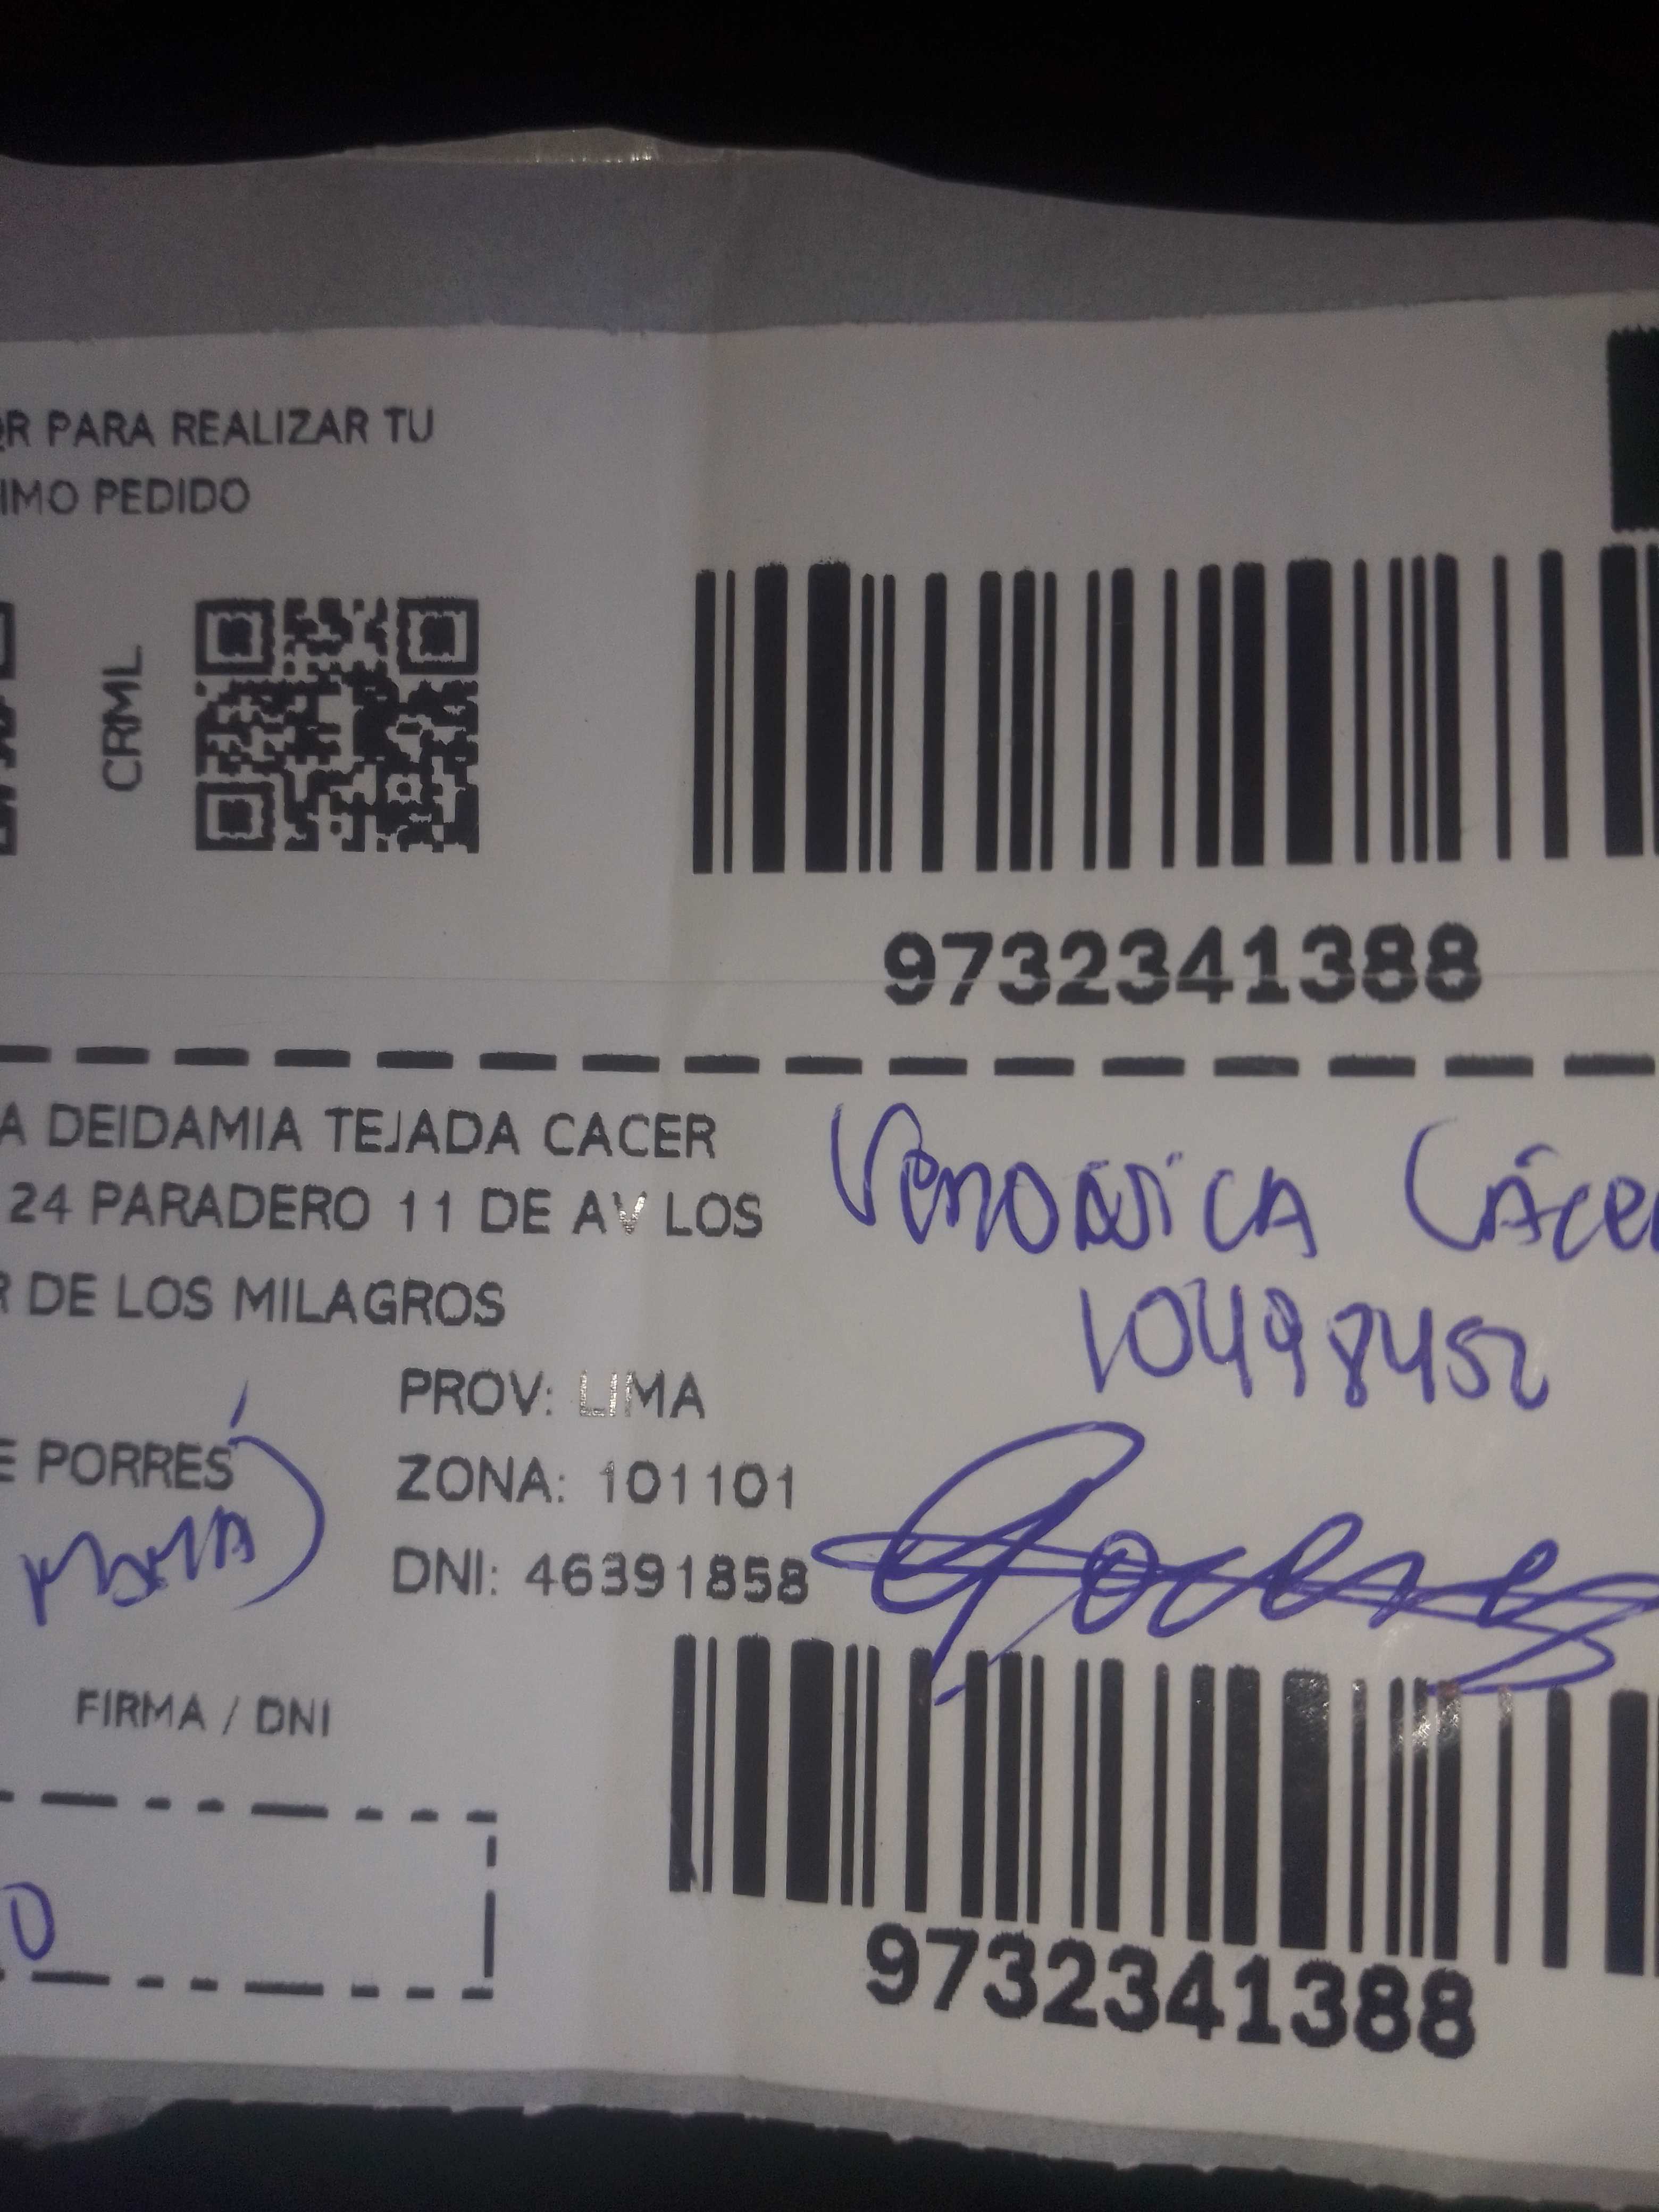 QR PARA REALIZAR TU
IMO PEDIDO
CRML
9732341388
A DEIDAMIA TEJADA CACER
24 PARADERO 11 DE AV LOS
R DE LOS MILAGROS
Veronica Cácer
10498452
PROV: LIMA
E PORRES
ZONA: 101101
DNI: 46391858
FIRMA / DNI
9732341388